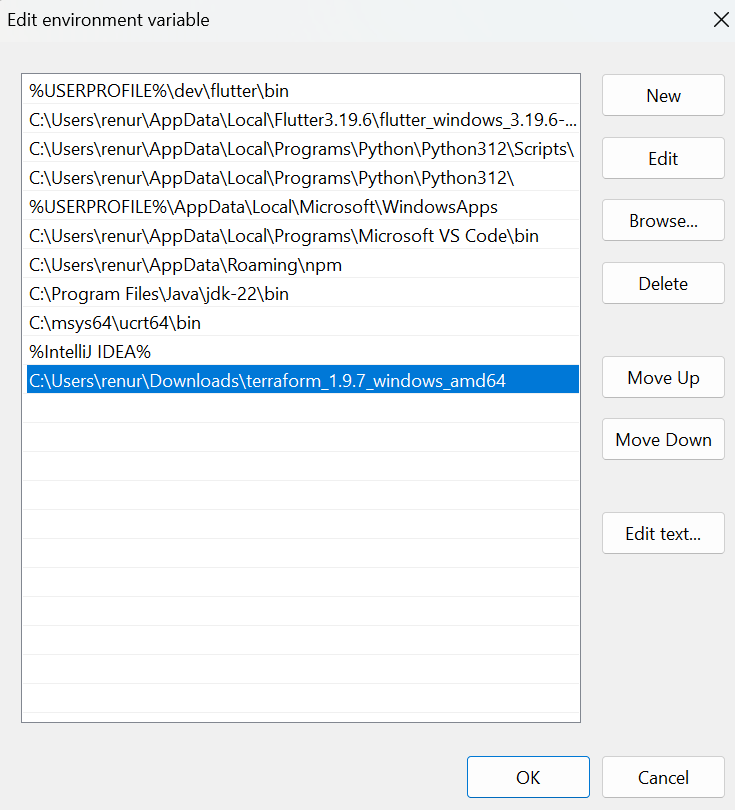 Edit environment variable
%USERPROFILE%\dev\flutter\bin
C:\Users\renur\AppData\Local\Flutter3.19.6\flutter_windows_3.19.6-...
C:\Users\renur\AppData\Local\Programs\Python\Python312\Scripts\
C:\Users\renur\AppData\Local\Programs\Python\Python312\
%USERPROFILE%\AppData\Local\Microsoft\WindowsApps
C:\Users\renur\AppData\Local\Programs\Microsoft VS Code\bin
C:\Users\renur\AppData\Roaming\npm
C:\Program Files\Java\jdk-22\bin
C:\msys64\ucrt64\bin
%IntelliJ IDEA%
C:\Users\renur\Downloads\terraform_1.9.7_windows_amd64
New
Edit
Browse...
Delete
Move Up
Move Down
Edit text...
OK
Cancel